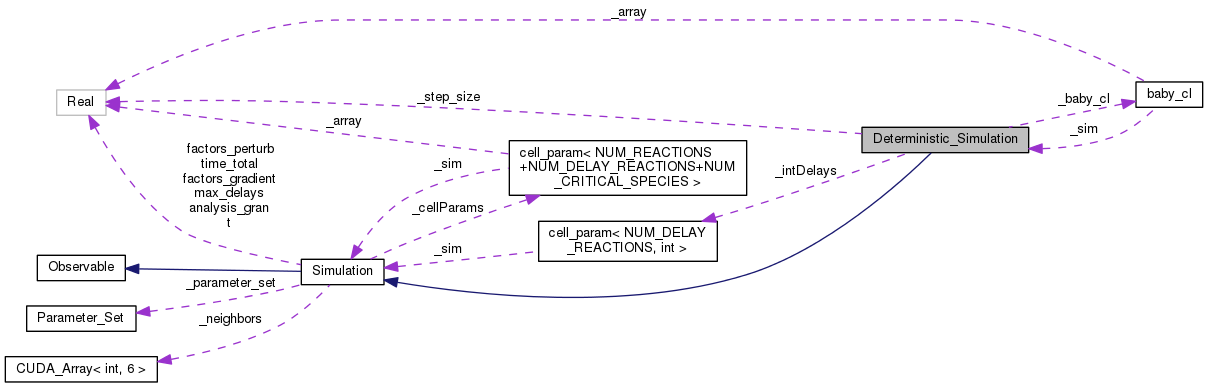 _array
baby_cl
Real
_step_size
_baby_cl
_array
_sim
Deterministic_Simulation
factors_perturb
time_total
factors_gradient
max_delays
analysis_gran
t
_sim
cell_param< NUM_REACTIONS
+NUM_DELAY_REACTIONS+NUM
_CRITICAL_SPECIES >
_intDelays
_cellParams
cell_param< NUM_DELAY
_REACTIONS, int >
_sim
Observable
Simulation
_parameter_set
Parameter_Set
_neighbors
CUDA_Array< int, 6 >